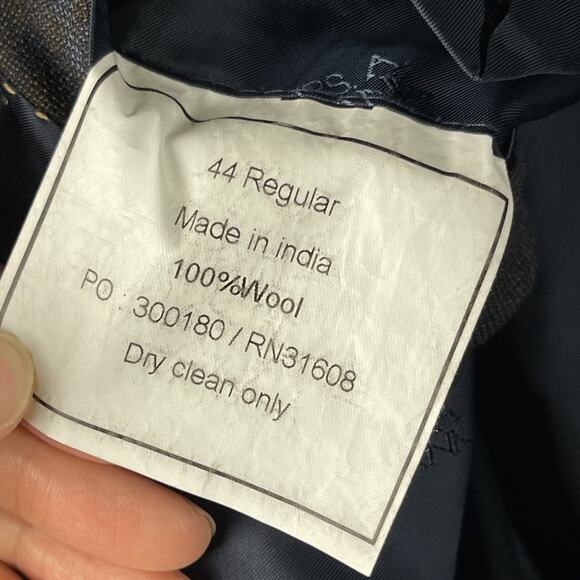 44 Regular
Made in india
100%Wool
PO : 300180 / RN31608
Dry clean only